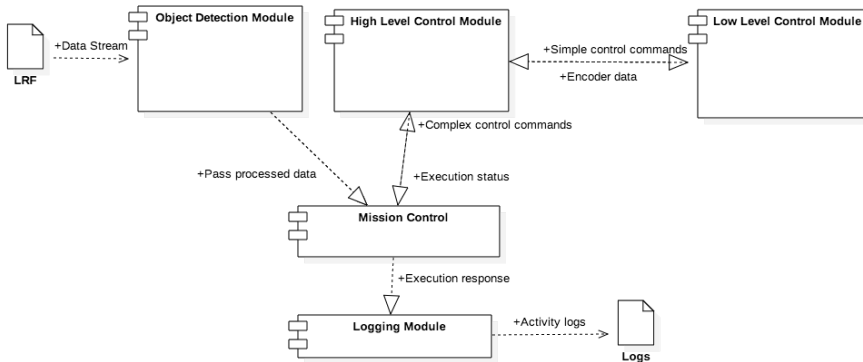 Object Detection Module
High Level Control Module
Low Level Control Module
+Data Stream
LRF
+Simple control commands
+Encoder data
+Complex control commands
+Pass processed data
+Execution status
Mission Control
+Execution response
Logging Module
+Activity logs
Logs